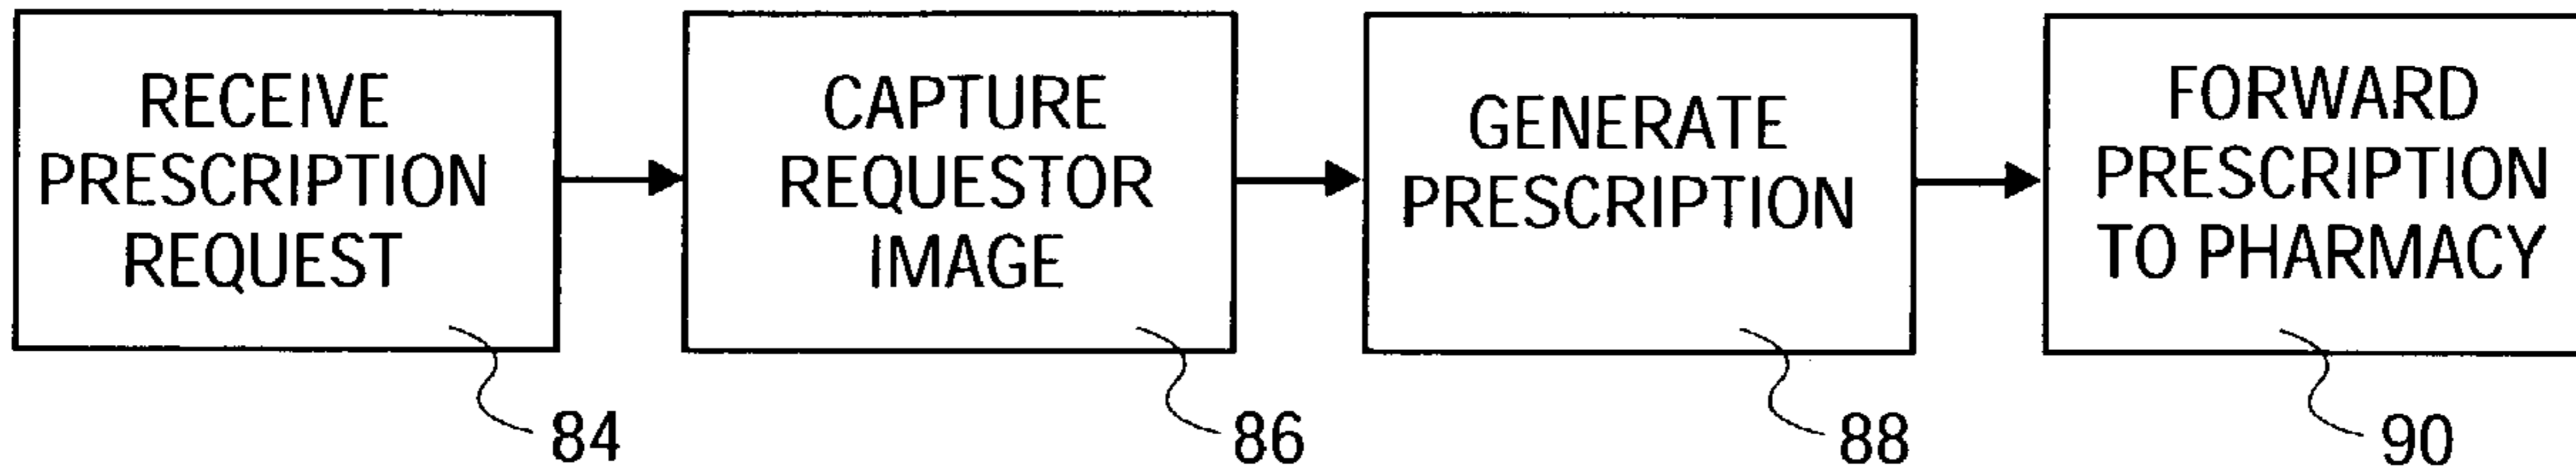 RECEIVE
PRESCRIPTION
REQUEST
84
CAPTURE
REQUESTOR
IMAGE
86
GENERATE
PRESCRIPTION
88
FORWARD
PRESCRIPTION
TO PHARMACY
90